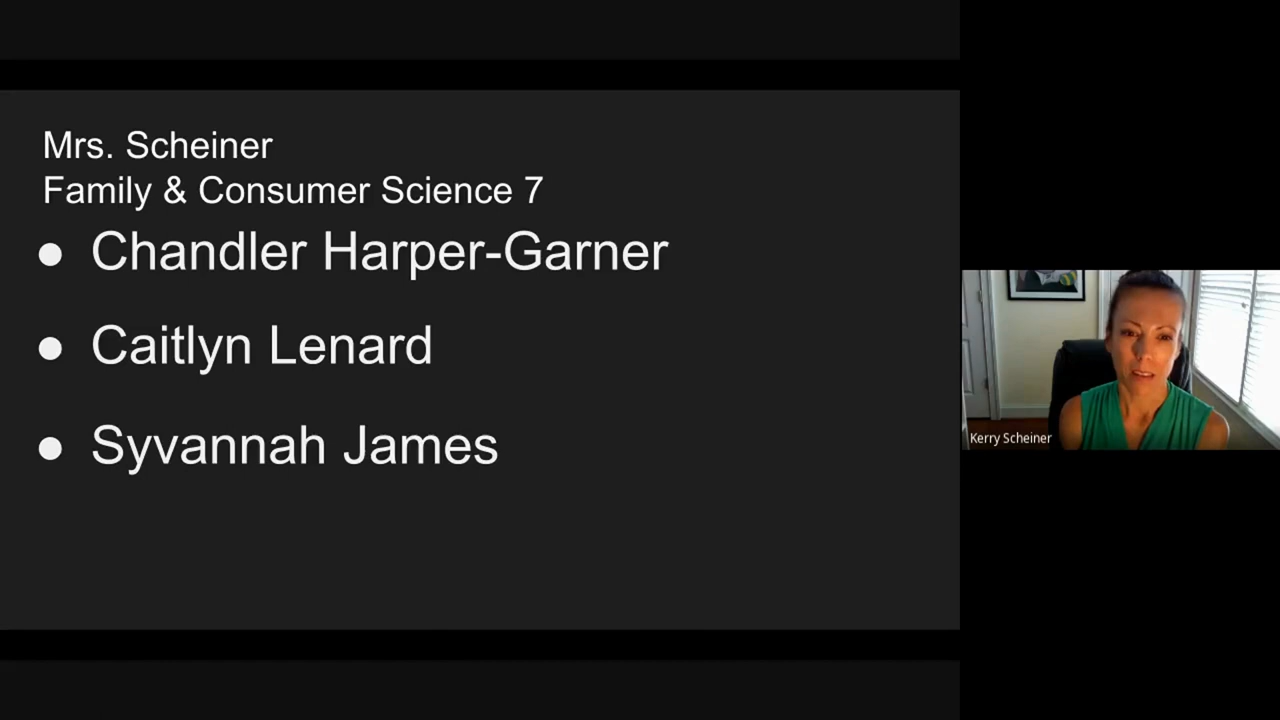 Mrs. Scheiner
Family & Consumer Science 7
● Chandler Harper-Garner
● Caitlyn Lenard
● Syvannah James
Kerry Scheiner